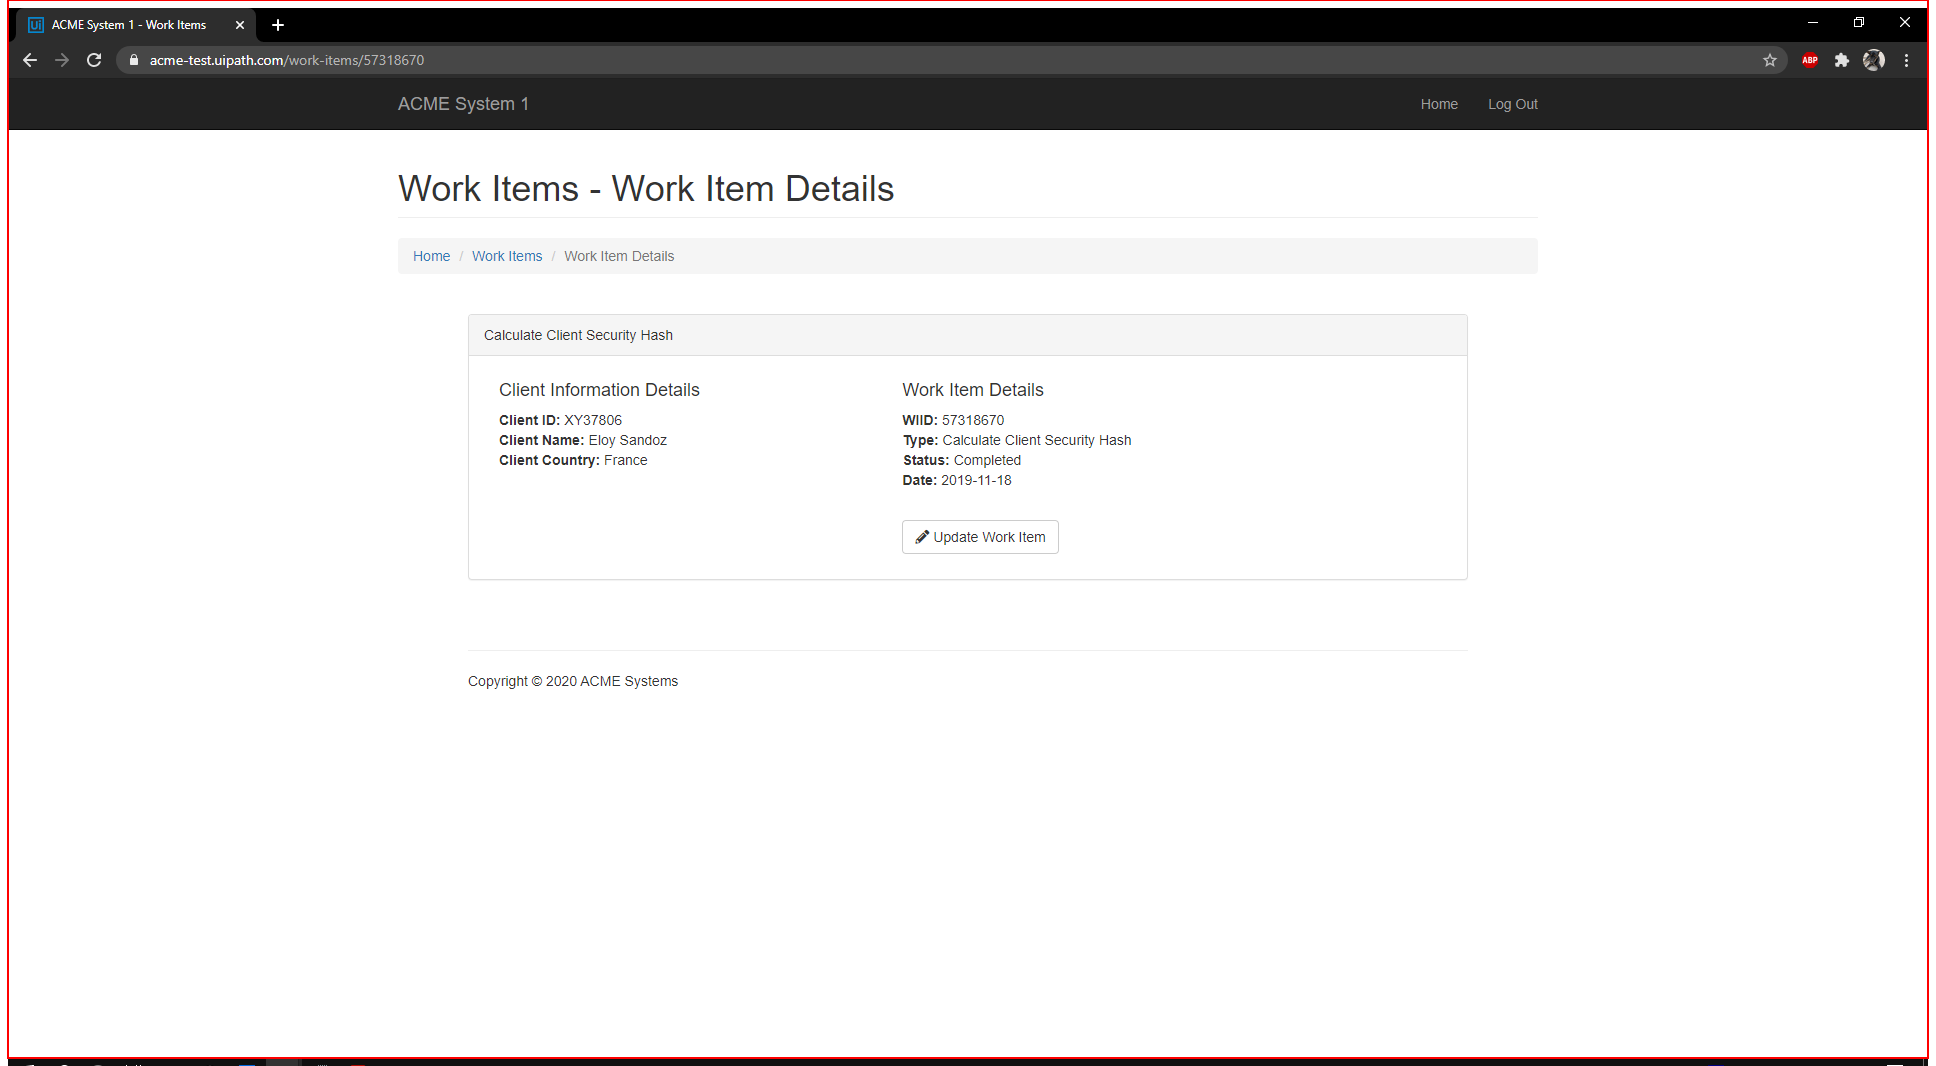 Ui ACME System 1 - Work Items
acme-test.uipath.com/work-items/57318670
ABP
ACME System 1 Home Log Out
Work Items - Work Item Details
Home / Work Items / Work Item Details
Calculate Client Security Hash
Client Information Details
Client ID: XY37806
Client Name: Eloy Sandoz
Client Country: France
Work Item Details
WIID: 57318670
Type: Calculate Client Security Hash
Status: Completed
Date: 2019-11-18
Update Work Item
Copyright © 2020 ACME Systems